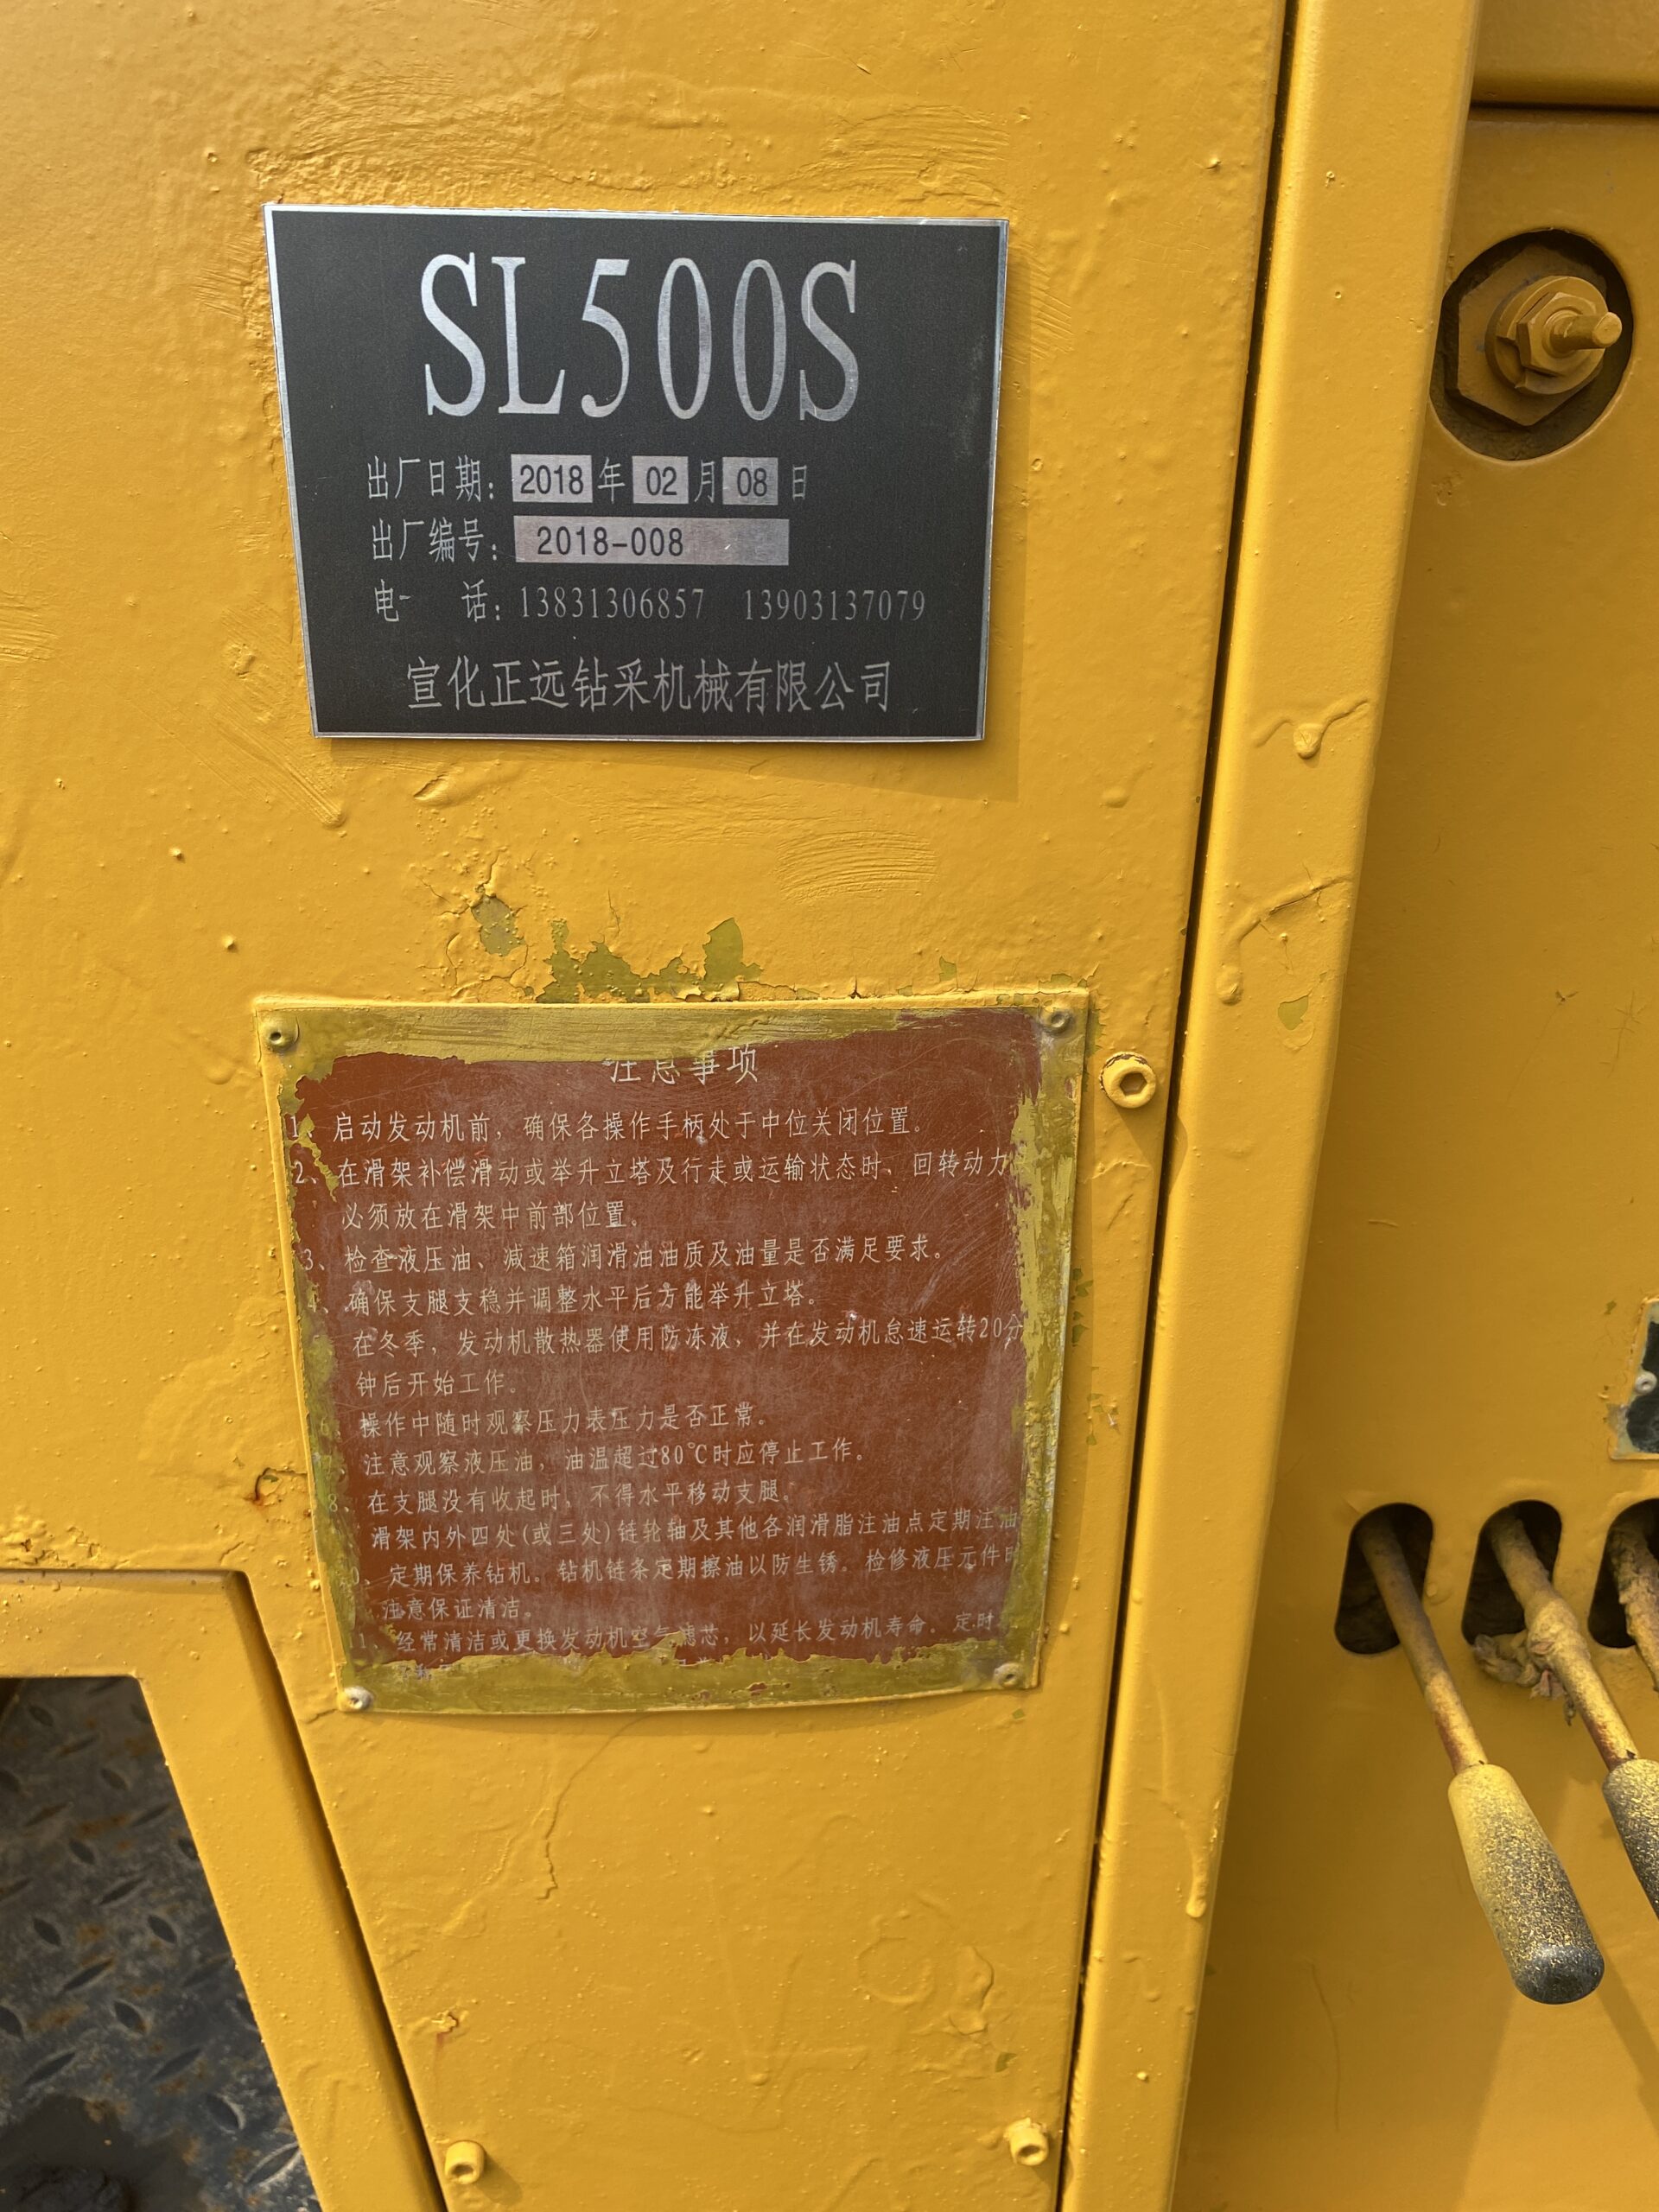 SL500S
出厂日期：2018年02月08日
出厂编号：2018-008
电 话：13831306857 13903137079
宣化正远钻采机械有限公司
注意事项
1、启动发动机前，确保各操作手柄处于中位关闭位置。
2、在滑架补偿滑动或举升立塔及行走或运输状态时、回转动力
必须放在滑架中前部位置。
3、检查液压油、减速箱润滑油油质及油量是否满足要求。
4、确保支腿支稳并调整水平后方能举升立塔。
在冬季，发动机散热器使用防冻液、并在发动机怠速运转20分
钟后开始工作。
6、操作中随时观察压力表压力是否正常。
注意观察液压油，油温超过80℃时应停止工作。
8、在支腿没有收起时、不得水平移动支腿。
滑架内外四处(或三处)链轮轴及其他各润滑脂注油点定期注油
0、定期保养钻机。钻机链条定期擦油以防生锈。检修液压元件时
注意保证清洁。
11、经常清洁或更换发动机空气滤芯，以延长发动机寿命。定时